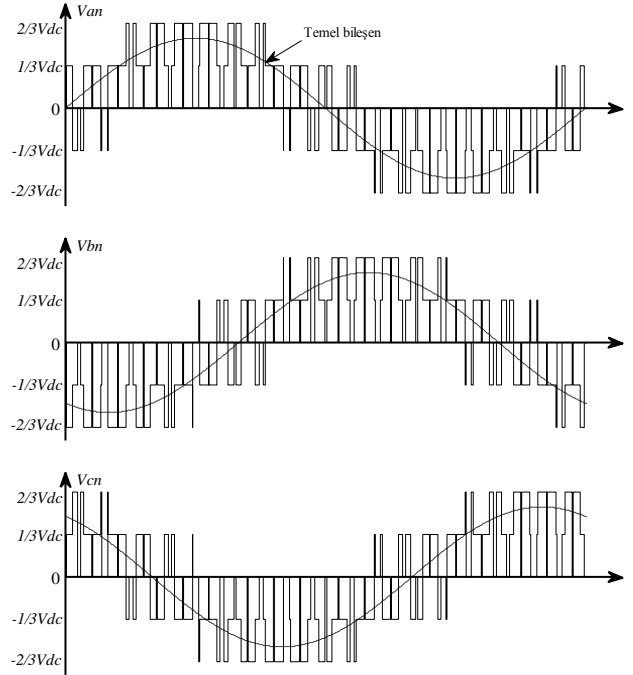 Van
2/3Vdc
Temel bileşen
1/3Vdc
0
-1/3Vdc
-2/3Vdc
Vbn
2/3Vdc
1/3Vdc
0
-1/3Vdc
-2/3Vdc
Vcn
2/3Vdc
1/3Vdc
0
-1/3Vdc
-2/3Vdc